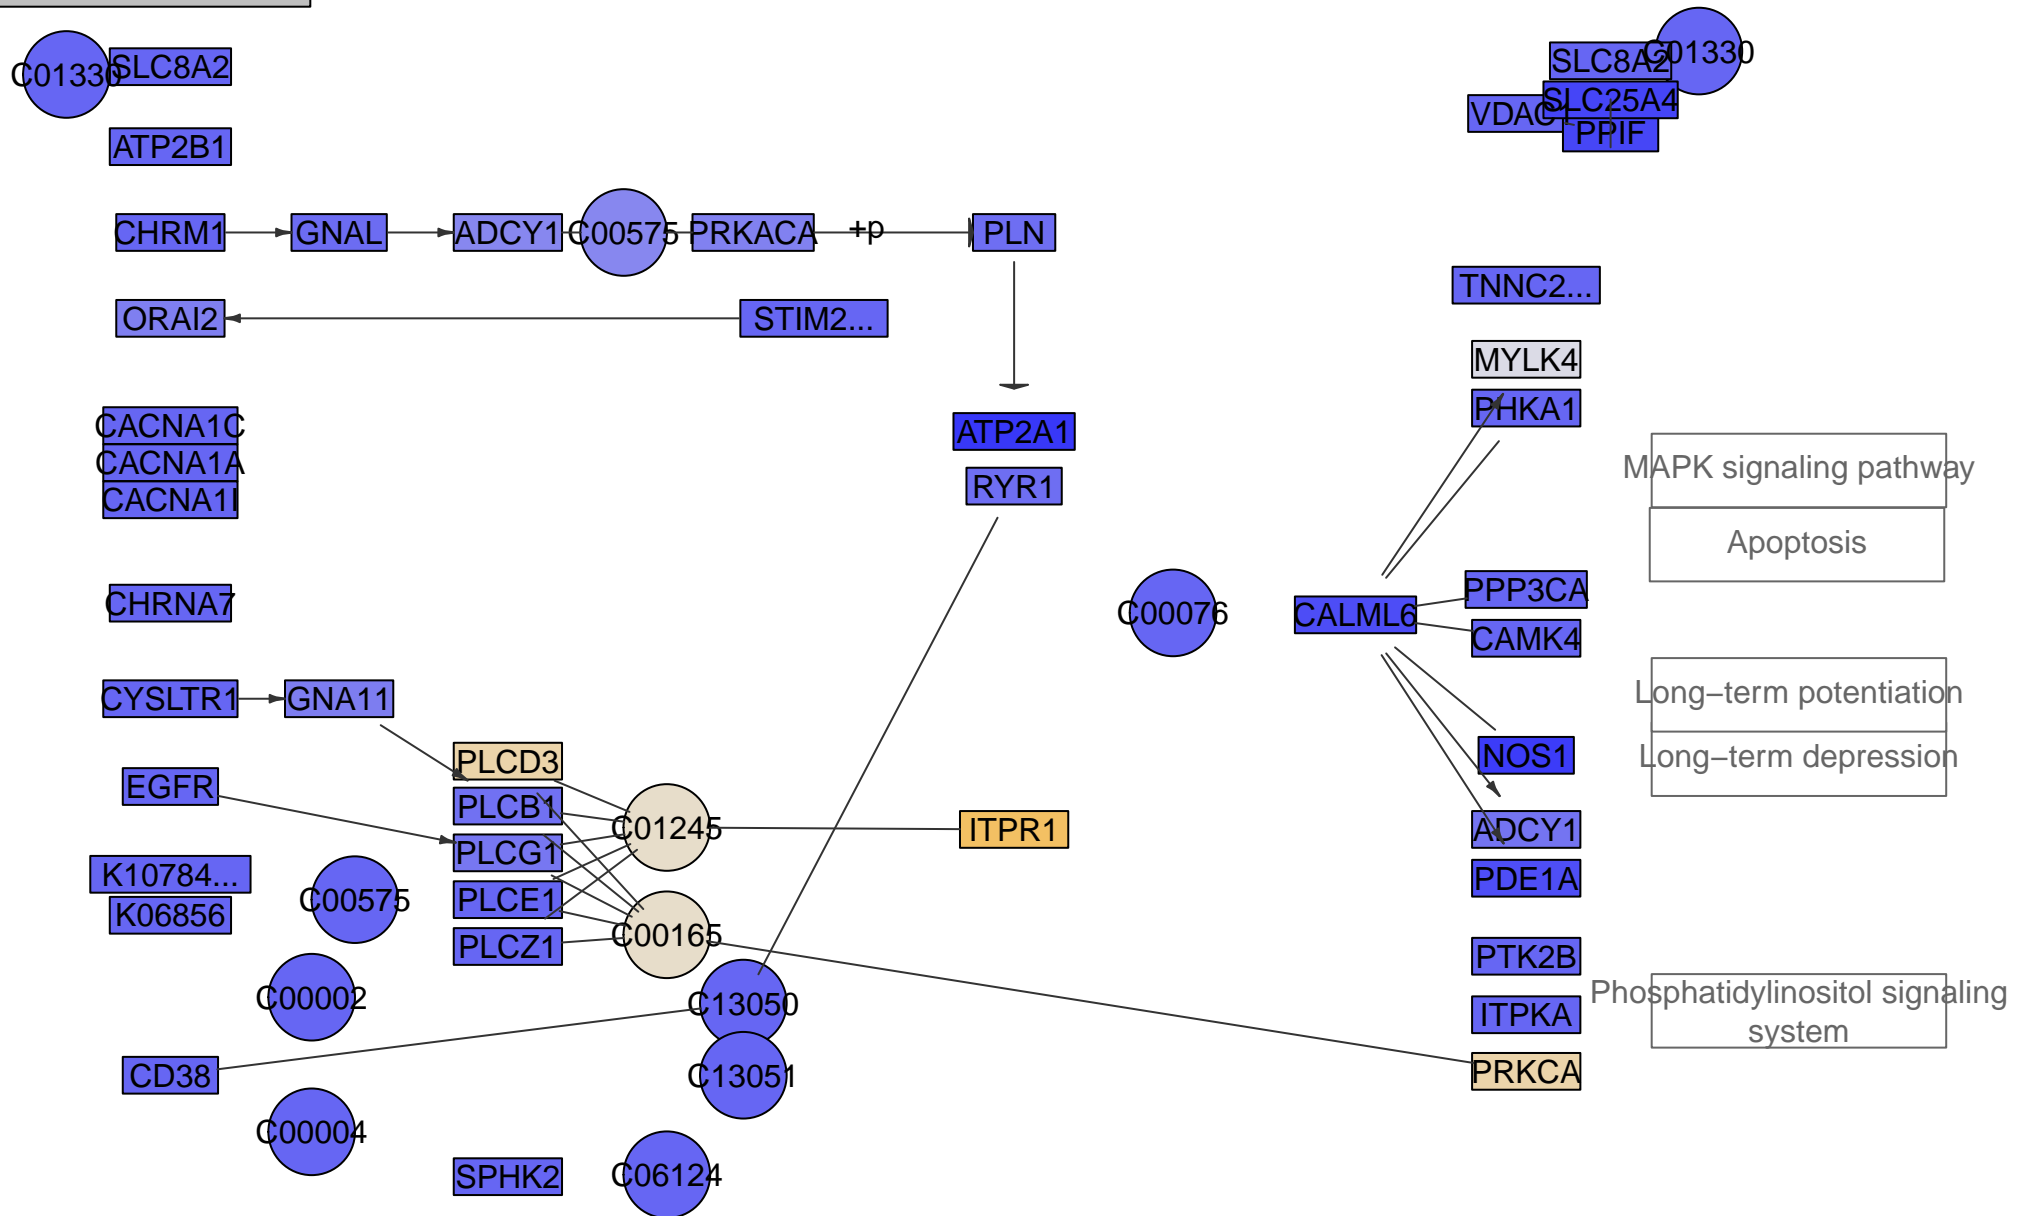 C01330
SLC8A2
SLC8A2
C01330
SLC25A4
VDAC1
PPIF
ATP2B1
CHRM1
GNAL
ADCY1
C00575
PRKACA
+p
PLN
TNNC2...
ORAI2
STIM2...
MYLK4
PHKA1
CACNA1C
CACNA1A
CACNA1I
ATP2A1
RYR1
MAPK signaling pathway
Apoptosis
CHRNA7
C00076
CALML6
PPP3CA
CAMK4
CYSLTR1
GNA11
Long−term potentiation
Long−term depression
NOS1
PLCD3
EGFR
PLCB1
C01245
ITPR1
ADCY1
PLCG1
K10784...
K06856
C00575
PLCE1
PDE1A
PLCZ1
C00165
PTK2B
C00002
C13050
ITPKA
Phosphatidylinositol signaling
system
CD38
C13051
PRKCA
C00004
SPHK2
C06124